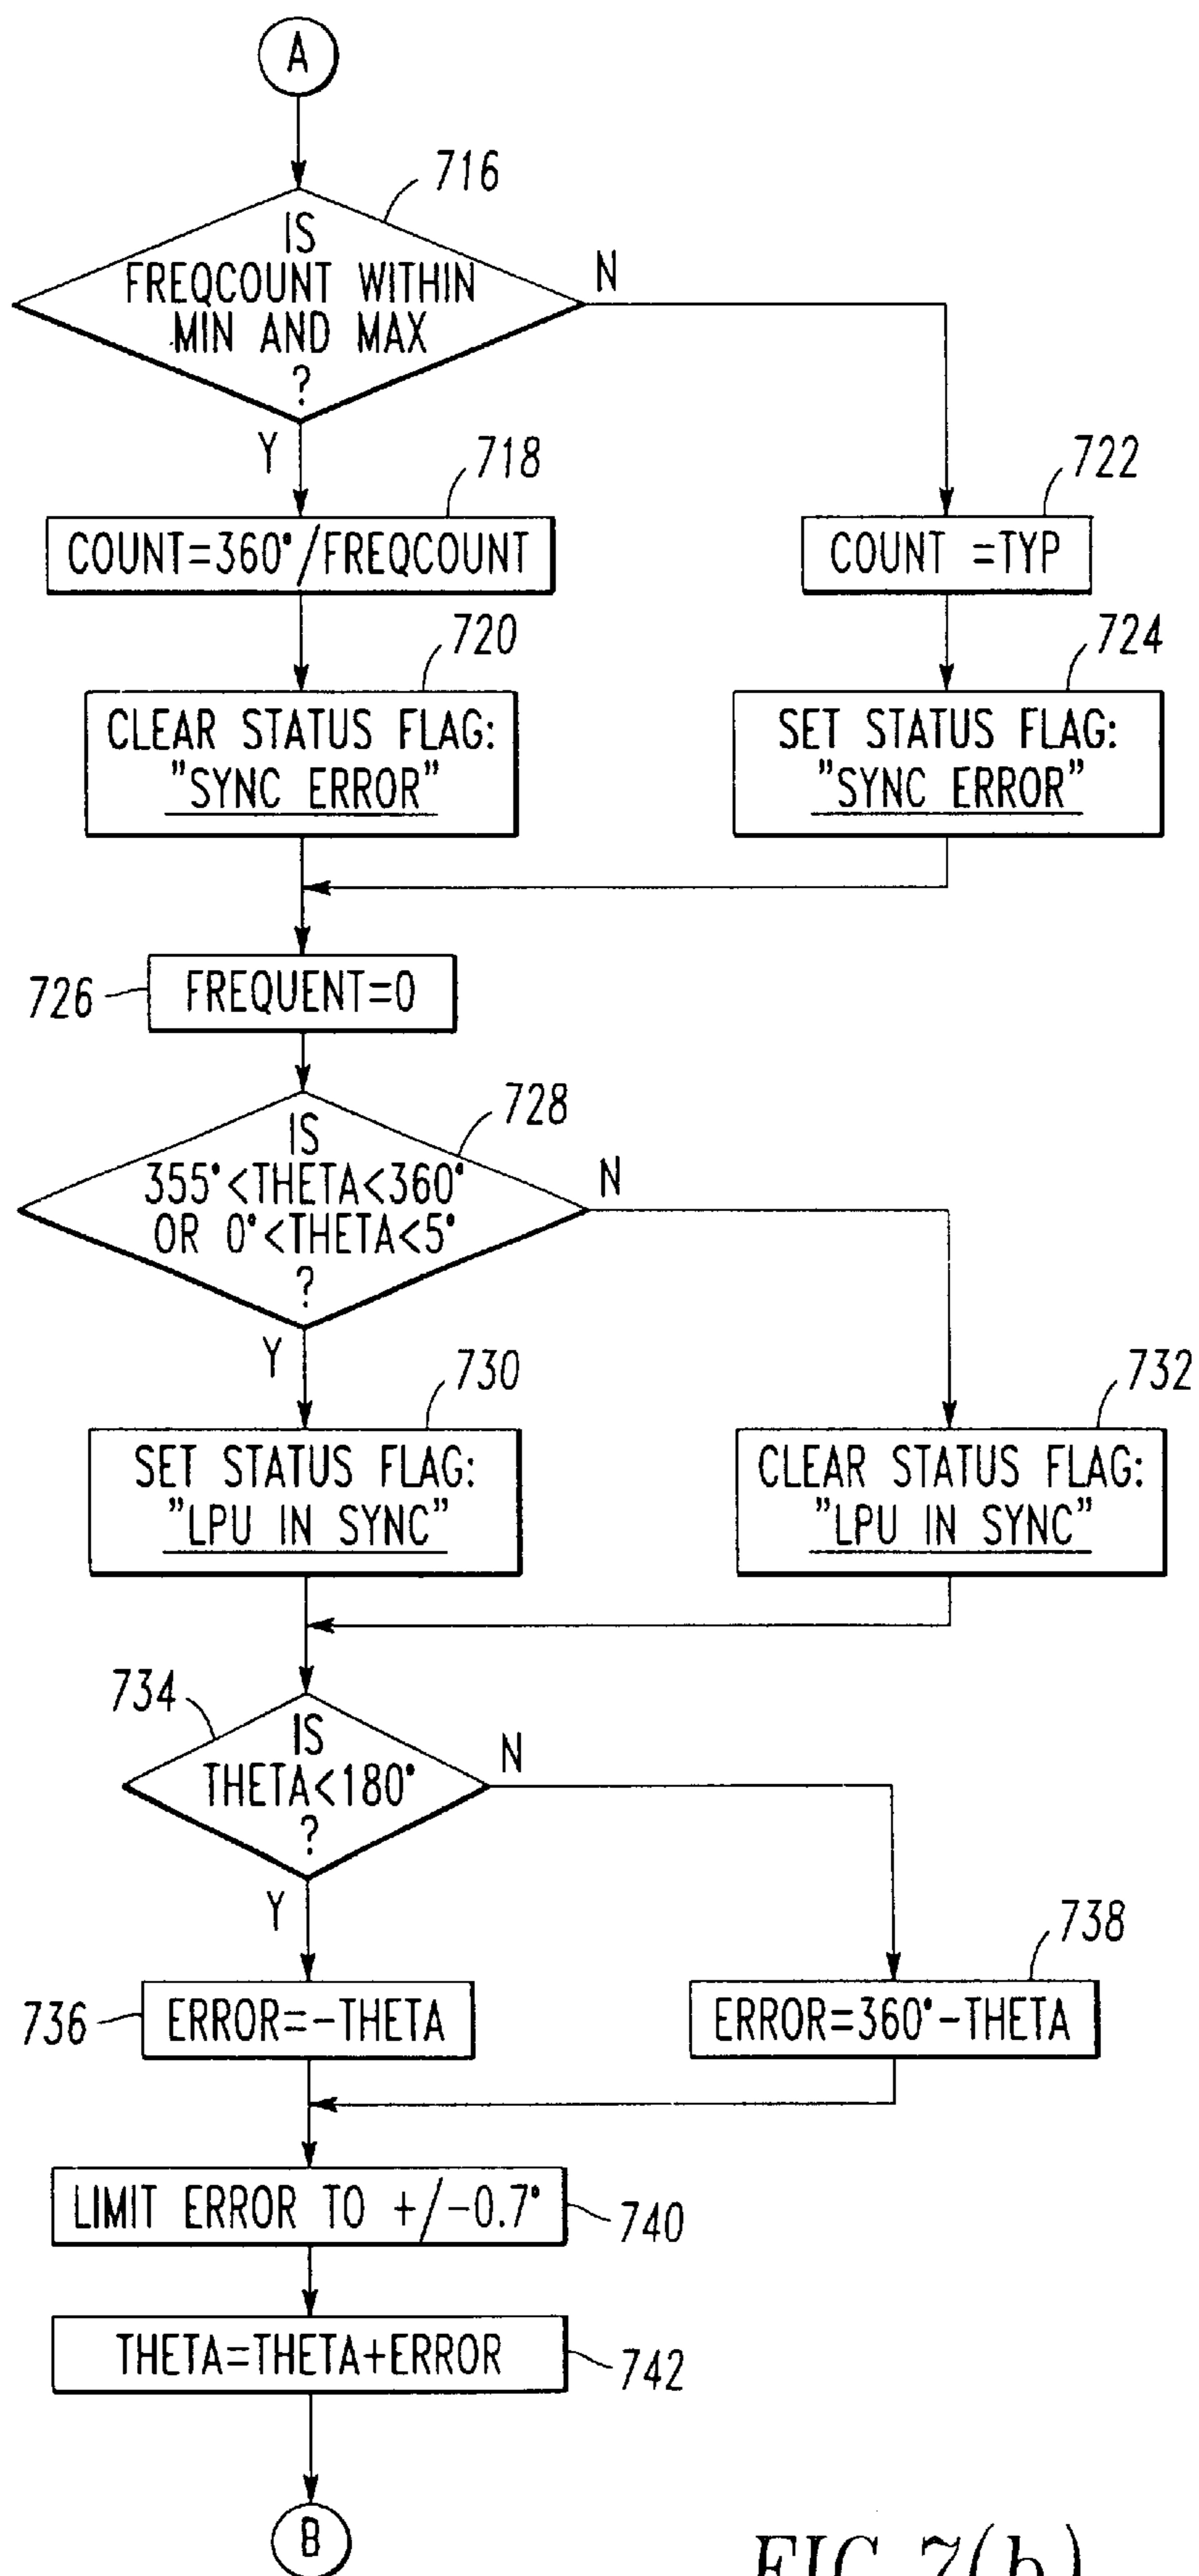 A
716
IS
FREQCOUNT WITHIN
MIN AND MAX
?
N
Y
718
COUNT=360°/FREQCOUNT
722
COUNT =TYP
720
CLEAR STATUS FLAG:
"SYNC ERROR"
724
SET STATUS FLAG:
"SYNC ERROR"
726
FREQUENT=0
728
IS
355°<THETA<360°
OR 0°<THETA<5°
?
N
Y
730
SET STATUS FLAG:
"LPU IN SYNC"
732
CLEAR STATUS FLAG:
"LPU IN SYNC"
734
IS
THETA<180°
?
N
Y
736
ERROR=-THETA
738
ERROR=360°-THETA
LIMIT ERROR TO +/-0.7°
740
THETA=THETA+ERROR
742
B
FIG. 7(b)